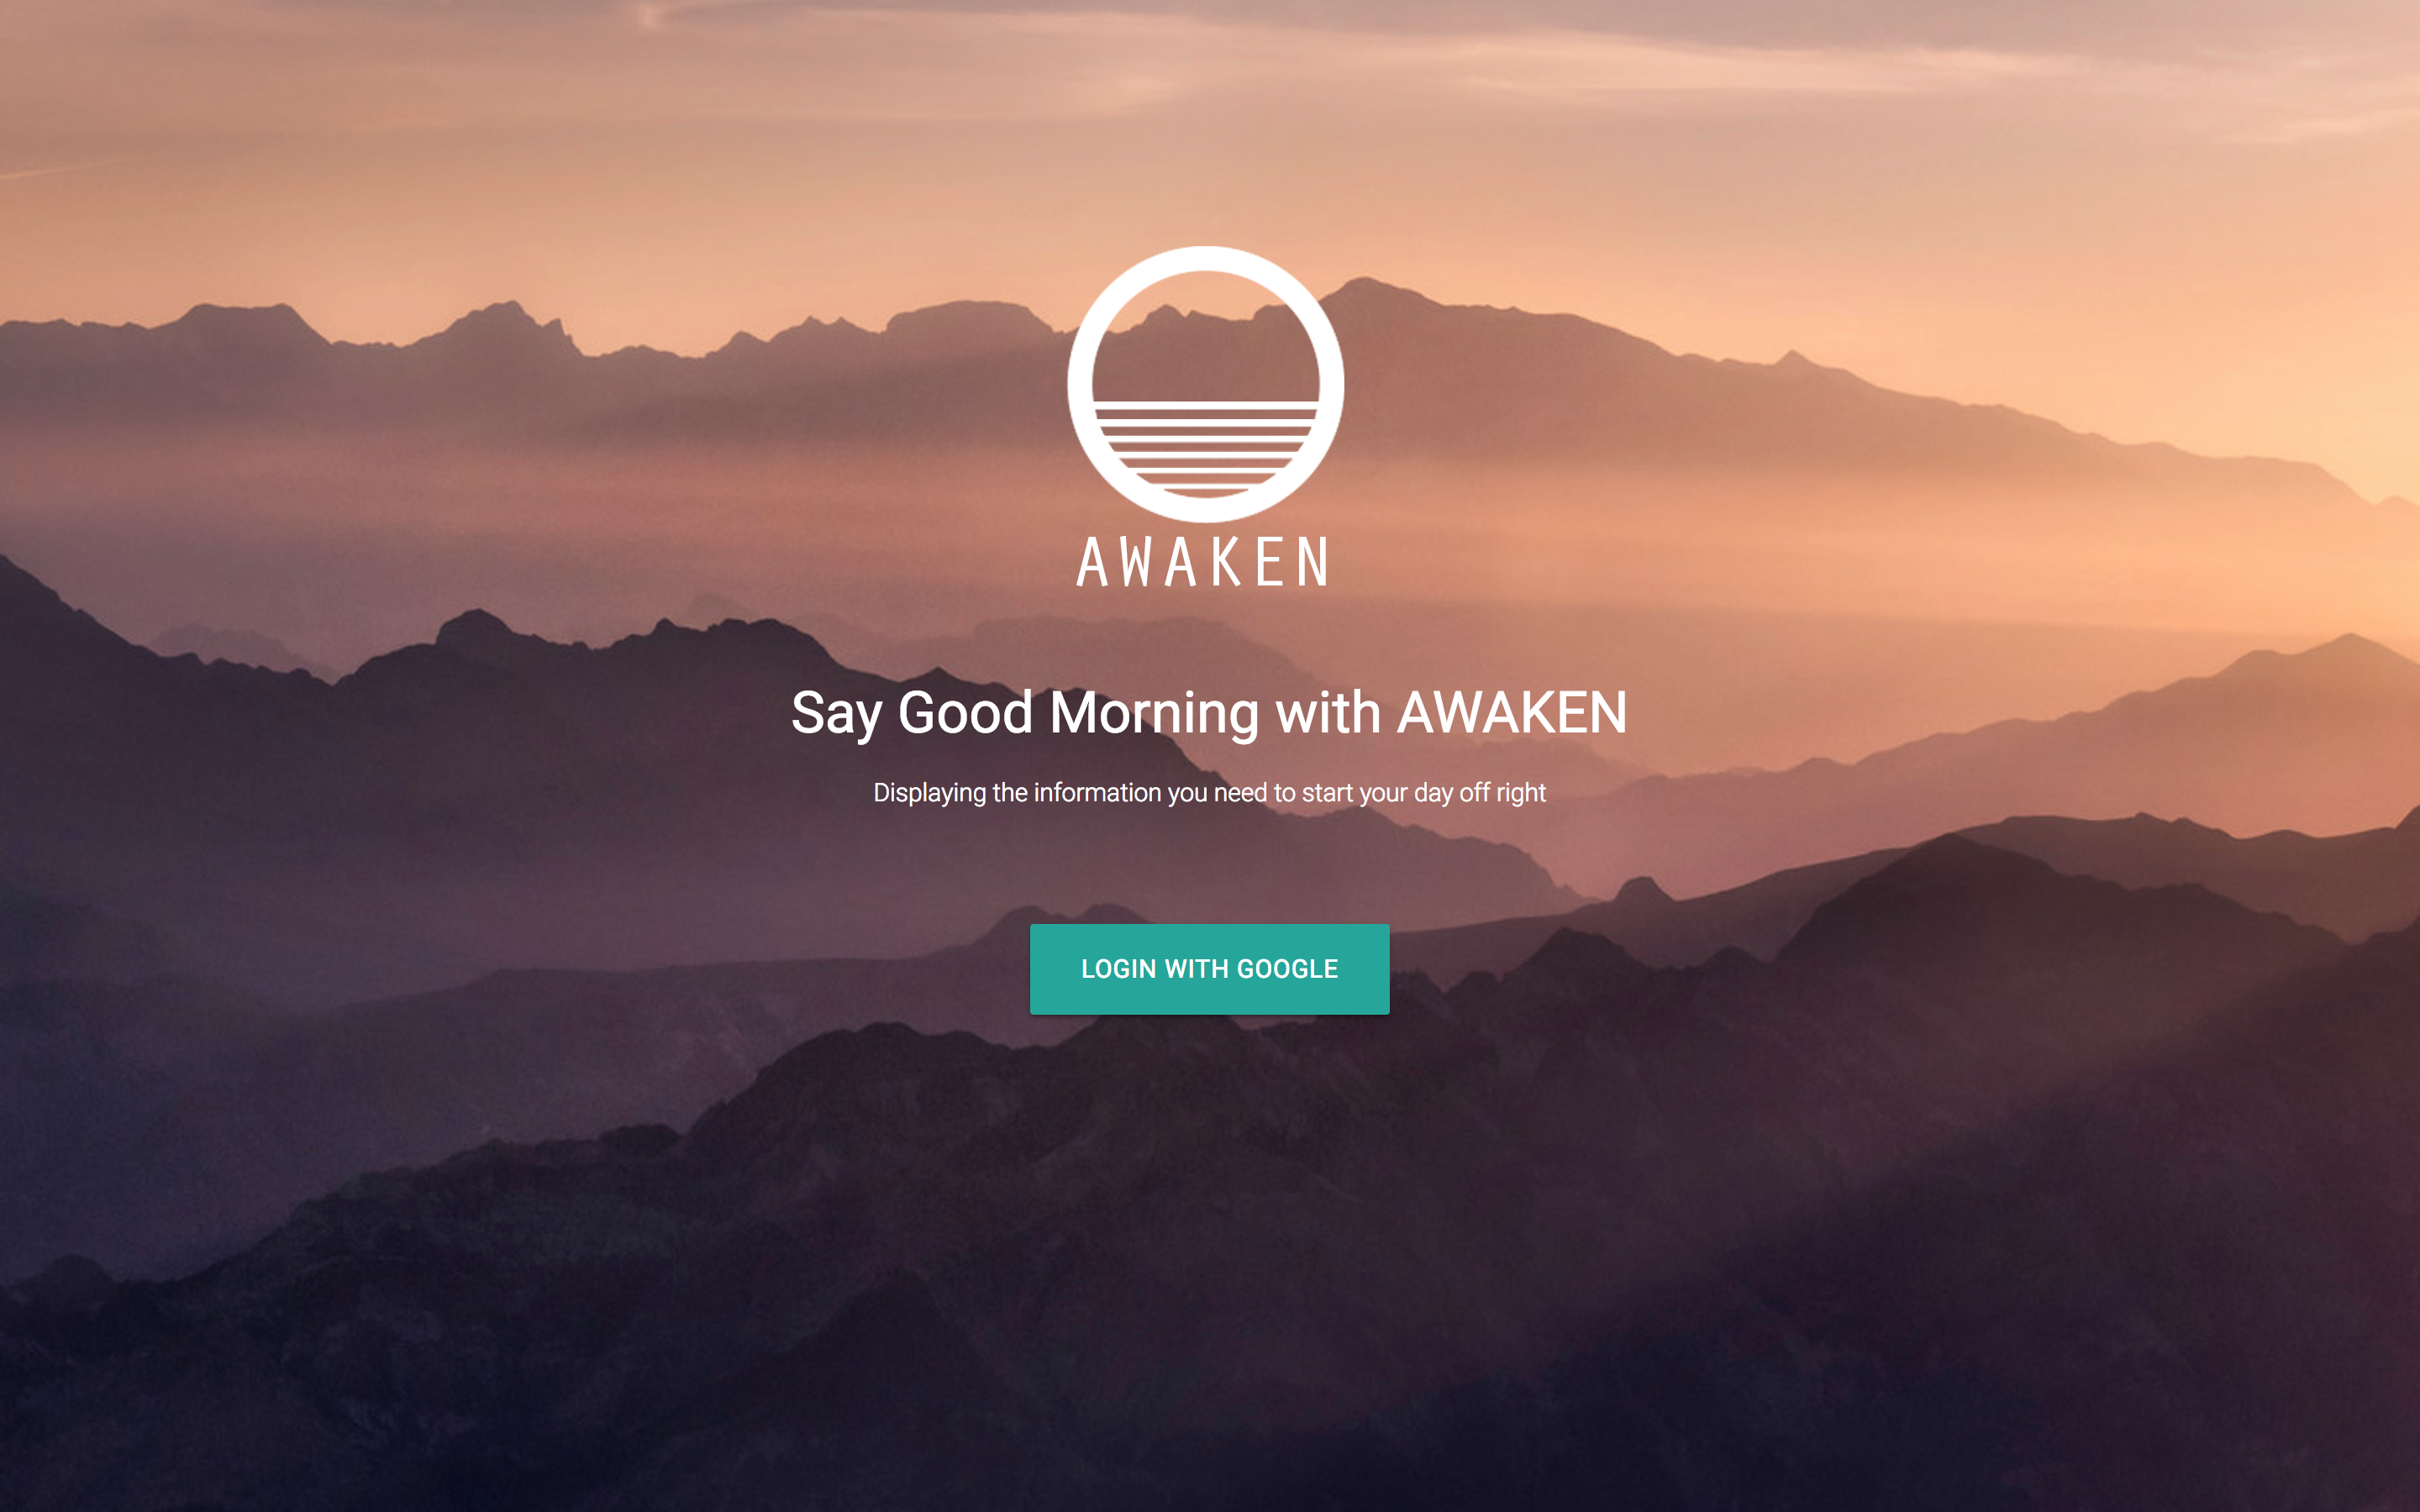 AWAKEN
Say Good Morning with AWAKEN
Displaying the information you need to start your day off right
LOGIN WITH GOOGLE